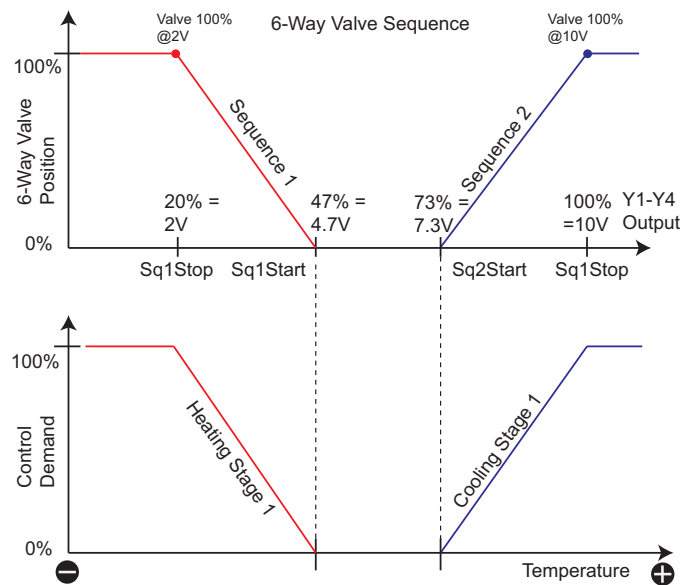 Valve 100%
@2V
6-Way Valve Sequence
Valve 100%
@10V
100%
6-Way Valve
Position
Sequence 1
Sequence 2
20% =
2V
47% =
4.7V
73% =
7.3V
100%
=10V
Y1-Y4
Output
0%
Sq1Stop
Sq1Start
Sq2Start
Sq1Stop
100%
Control
Demand
Heating Stage 1
Cooling Stage 1
0%
Temperature